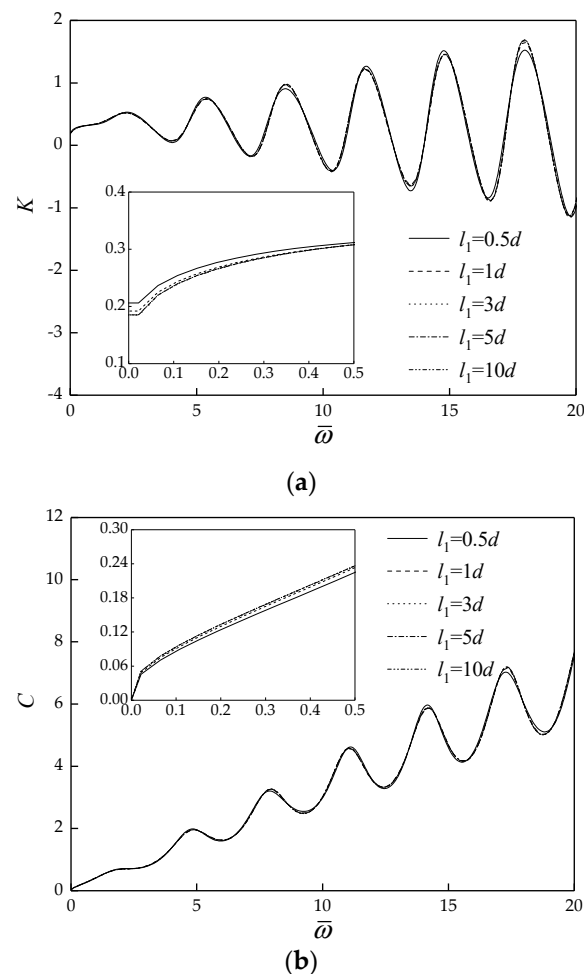 2
1
0
-1
-2
-3
-4
K
0.4
0.3
0.2
0.1
0.0 0.1 0.2 0.3 0.4 0.5
l₁=0.5d
l₁=1d
l₁=3d
l₁=5d
l₁=10d
0 5 10 15 20
ω̅
(a)
12
10
8
6
4
2
0
C
0.30
0.24
0.18
0.12
0.06
0.00
0.0 0.1 0.2 0.3 0.4 0.5
l₁=0.5d
l₁=1d
l₁=3d
l₁=5d
l₁=10d
0 5 10 15 20
ω̅
(b)